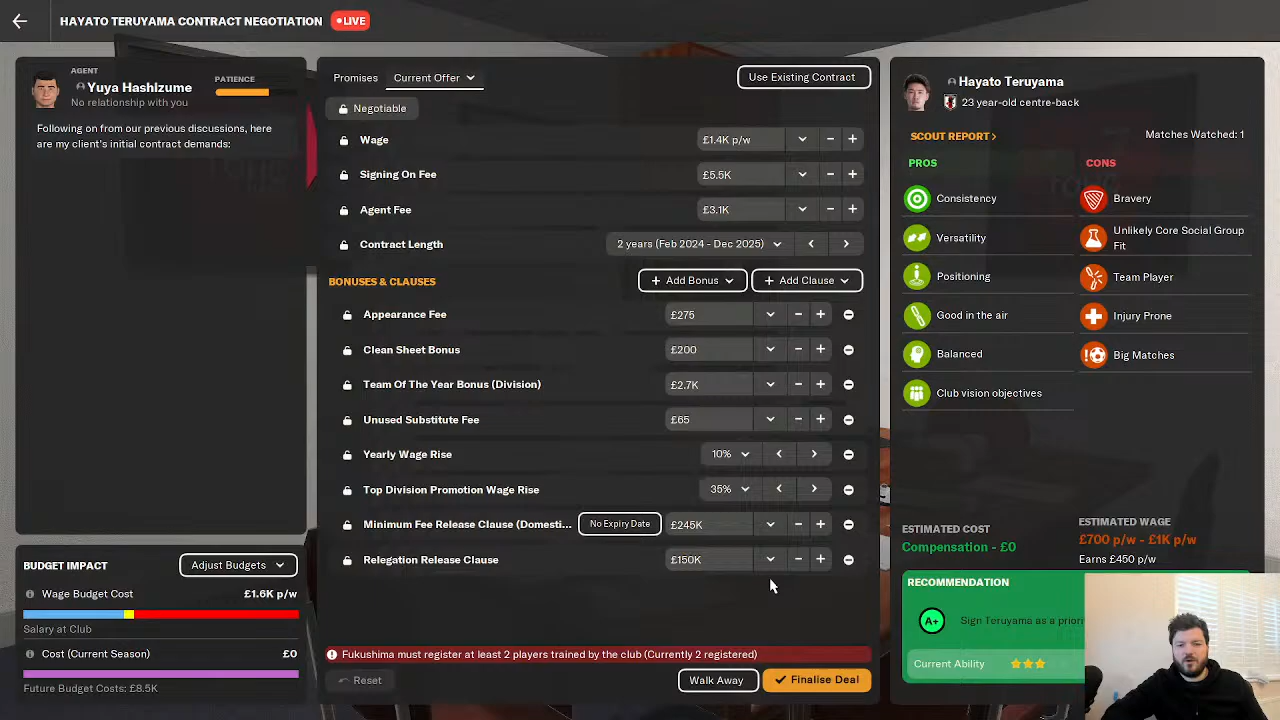 HAYATO TERUYAMA CONTRACT NEGOTIATION
LIVE
AGENT
Yuya Hashizume
No relationship with you
PATIENCE
Following on from our previous discussions, here
are my client's initial contract demands:
BUDGET IMPACT
Adjust Budgets
Wage Budget Cost
£1.6K p/w
Salary at Club
Cost (Current Season)
£0
Future Budget Costs: £8.5K
Promises
Current Offer
Use Existing Contract
Negotiable
Wage
£1.4K p/w
Signing On Fee
£5.5K
Agent Fee
£3.1K
Contract Length
2 years (Feb 2024 - Dec 2025)
BONUSES & CLAUSES
Add Bonus
Add Clause
Appearance Fee
£275
Clean Sheet Bonus
£200
Team Of The Year Bonus (Division)
£2.7K
Unused Substitute Fee
£65
Yearly Wage Rise
10%
Top Division Promotion Wage Rise
35%
Minimum Fee Release Clause (Domesti...
No Expiry Date
£245K
Relegation Release Clause
£150K
Fukushima must register at least 2 players trained by the club (Currently 2 registered)
Reset
Walk Away
Finalise Deal
Hayato Teruyama
23 year-old centre-back
SCOUT REPORT >
Matches Watched: 1
PROS
CONS
Consistency
Bravery
Versatility
Unlikely Core Social Group
Fit
Positioning
Team Player
Good in the air
Injury Prone
Balanced
Big Matches
Club vision objectives
ESTIMATED COST
Compensation - £0
ESTIMATED WAGE
£700 p/w - £1K p/w
Earns £450 p/w
RECOMMENDATION
A+
Sign Teruyama as a prior
Current Ability